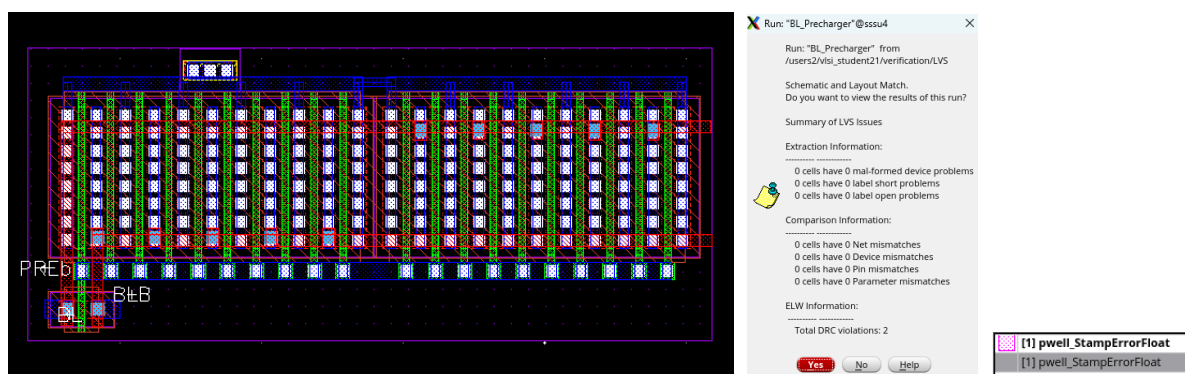 PREb
BLB
BL
Run: "BL_Precharger"@sssu4
Run: "BL_Precharger" from
/users2/vlsi_student21/verification/LVS
Schematic and Layout Match.
Do you want to view the results of this run?
Summary of LVS Issues
Extraction Information:
---------- ------------
0 cells have 0 mal-formed device problems
0 cells have 0 label short problems
0 cells have 0 label open problems
Comparison Information:
---------- ------------
0 cells have 0 Net mismatches
0 cells have 0 Device mismatches
0 cells have 0 Pin mismatches
0 cells have 0 Parameter mismatches
ELW Information:
---------- ------------
Total DRC violations: 2
Yes No Help
[1] pwell_StampErrorFloat
[1] pwell_StampErrorFloat